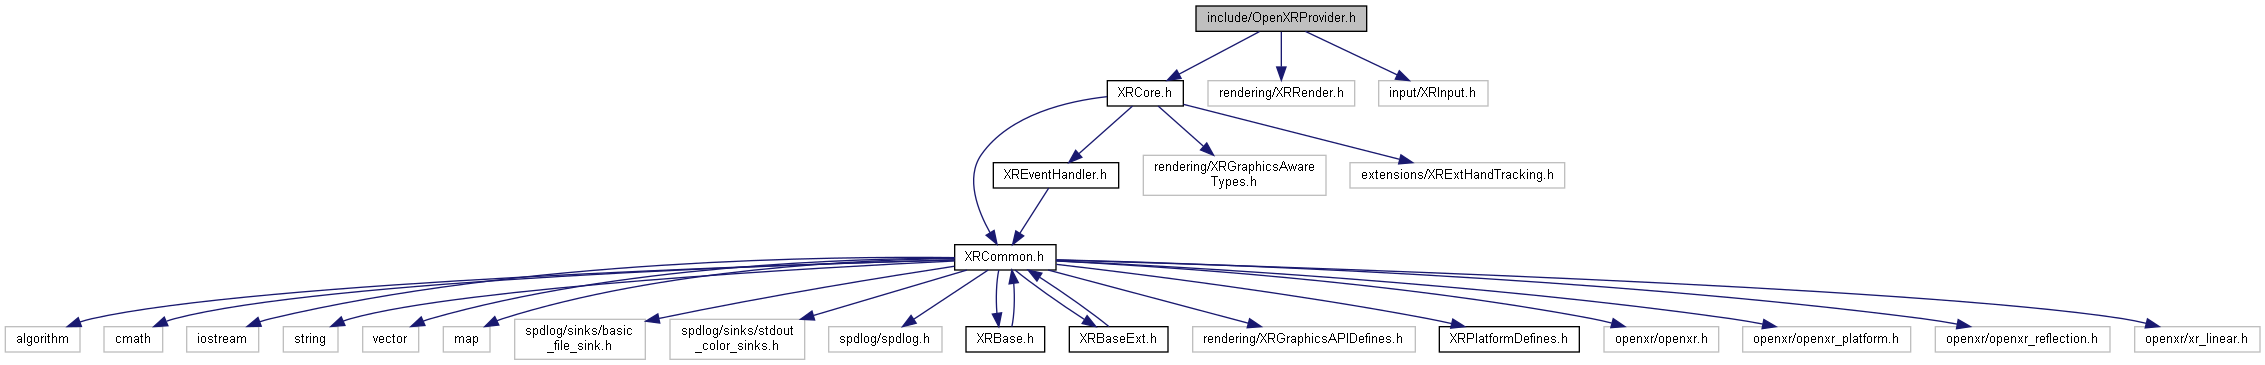 include/OpenXRProvider.h
XRCore.h
rendering/XRRender.h
input/XRInput.h
XREventHandler.h
rendering/XRGraphicsAware
Types.h
extensions/XRExtHandTracking.h
XRCommon.h
algorithm
cmath
iostream
string
vector
map
spdlog/sinks/basic
_file_sink.h
spdlog/sinks/stdout
_color_sinks.h
spdlog/spdlog.h
XRBase.h
XRBaseExt.h
rendering/XRGraphicsAPIDefines.h
XRPlatformDefines.h
openxr/openxr.h
openxr/openxr_platform.h
openxr/openxr_reflection.h
openxr/xr_linear.h